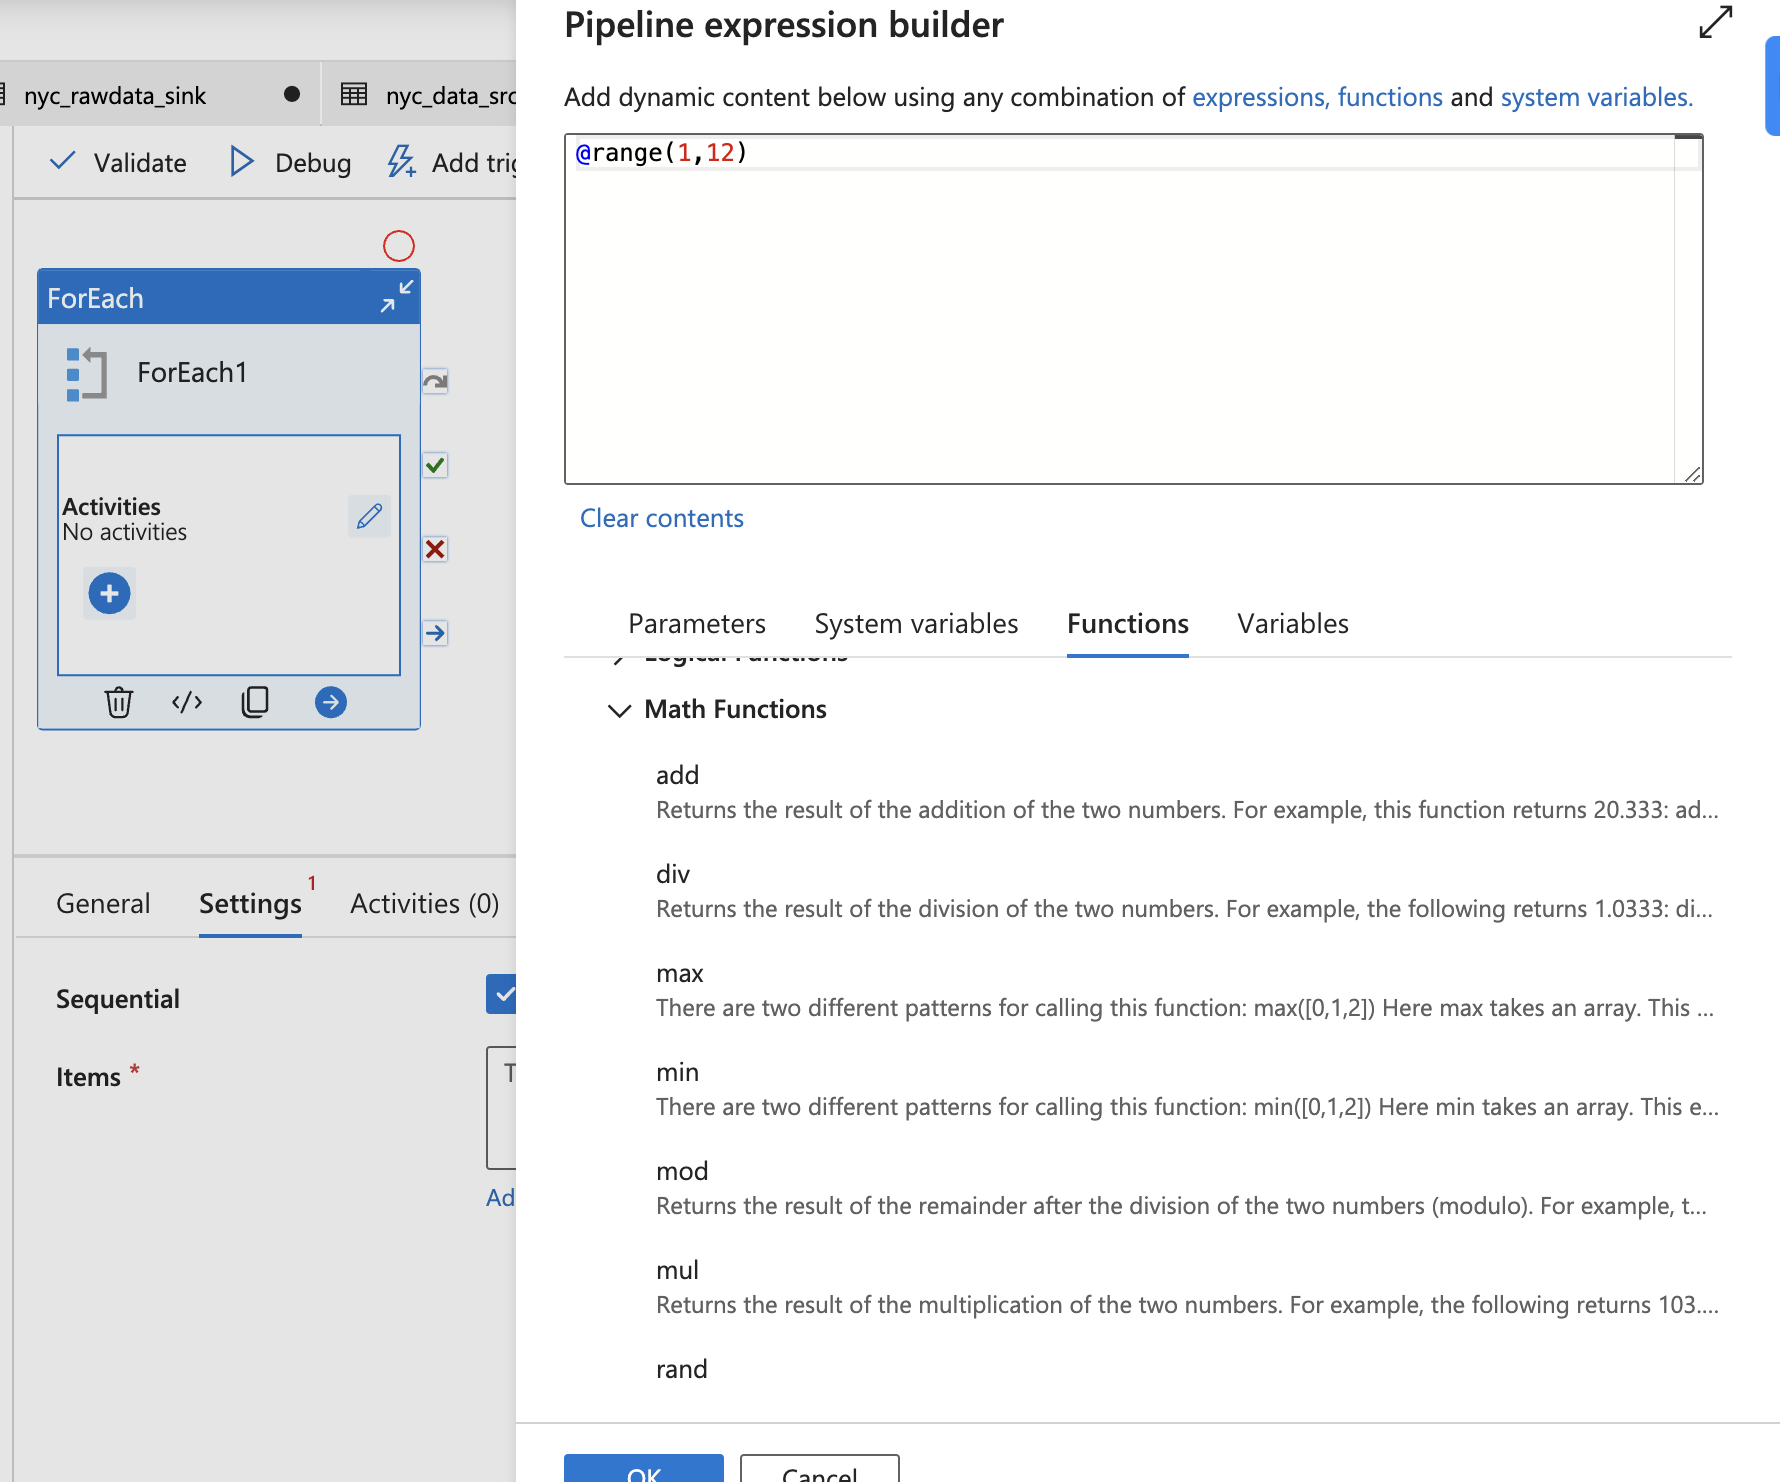 Pipeline expression builder
nyc_rawdata_sink
nyc_data_src
Add dynamic content below using any combination of expressions, functions and system variables.
Validate
Debug
Add trig
@range(1,12)
ForEach
ForEach1
Activities
No activities
Clear contents
Parameters
System variables
Functions
Variables
Logical Functions
Math Functions
add
Returns the result of the addition of the two numbers. For example, this function returns 20.333: ad...
div
Returns the result of the division of the two numbers. For example, the following returns 1.0333: di...
max
There are two different patterns for calling this function: max([0,1,2]) Here max takes an array. This ...
min
There are two different patterns for calling this function: min([0,1,2]) Here min takes an array. This e...
mod
Returns the result of the remainder after the division of the two numbers (modulo). For example, t...
mul
Returns the result of the multiplication of the two numbers. For example, the following returns 103....
rand
General
Settings 1
Activities (0)
Sequential
Items *
T
Ad
OK
Cancel